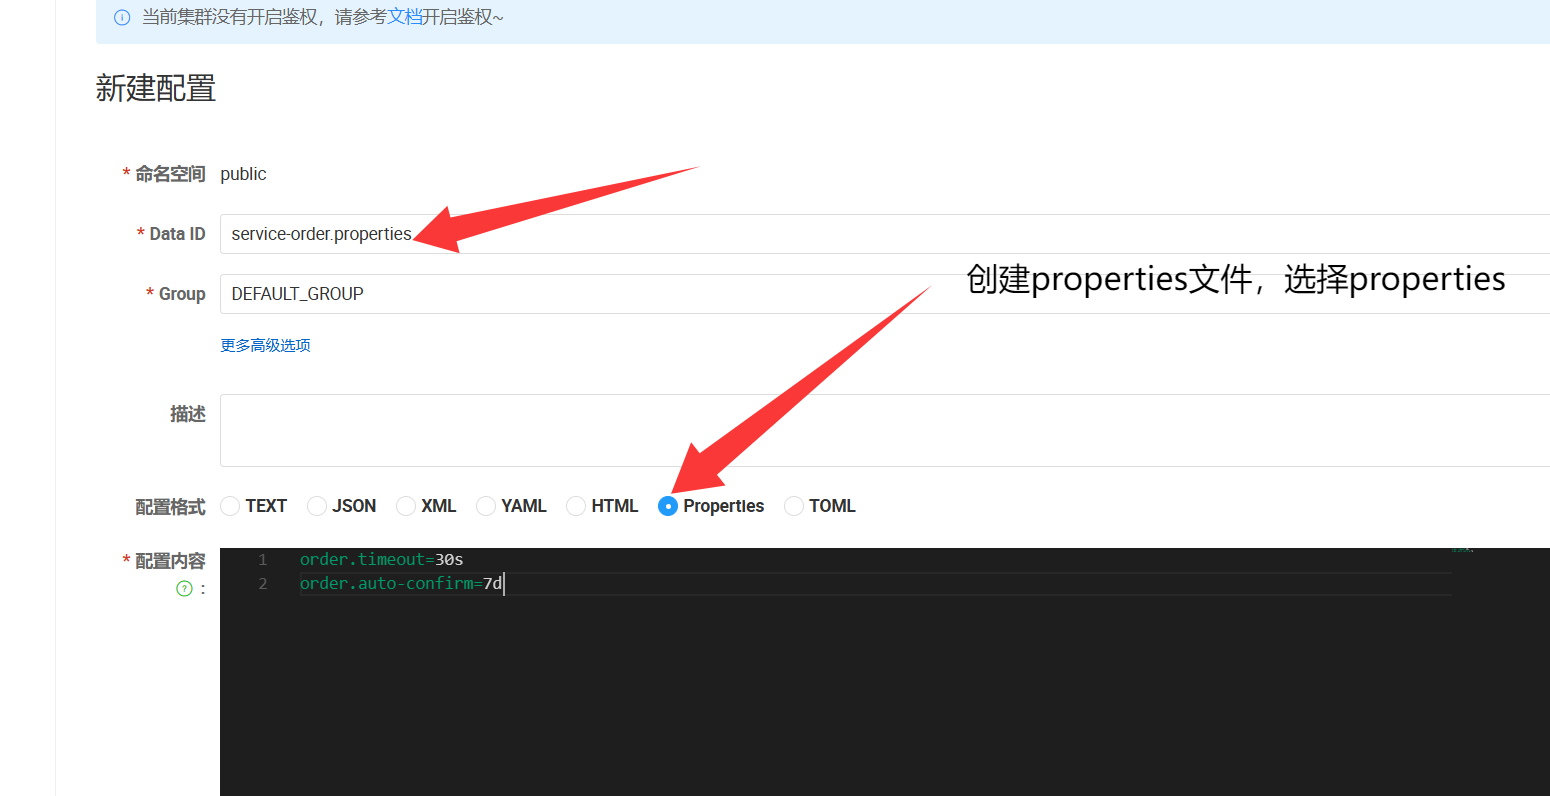 当前集群没有开启鉴权，请参考文档开启鉴权~
新建配置
* 命名空间 public
* Data ID service-order.properties
创建properties文件，选择properties
* Group DEFAULT_GROUP
更多高级选项
描述
配置格式 TEXT JSON XML YAML HTML Properties TOML
* 配置内容 1 order.timeout=30s
? : 2 order.auto-confirm=7d